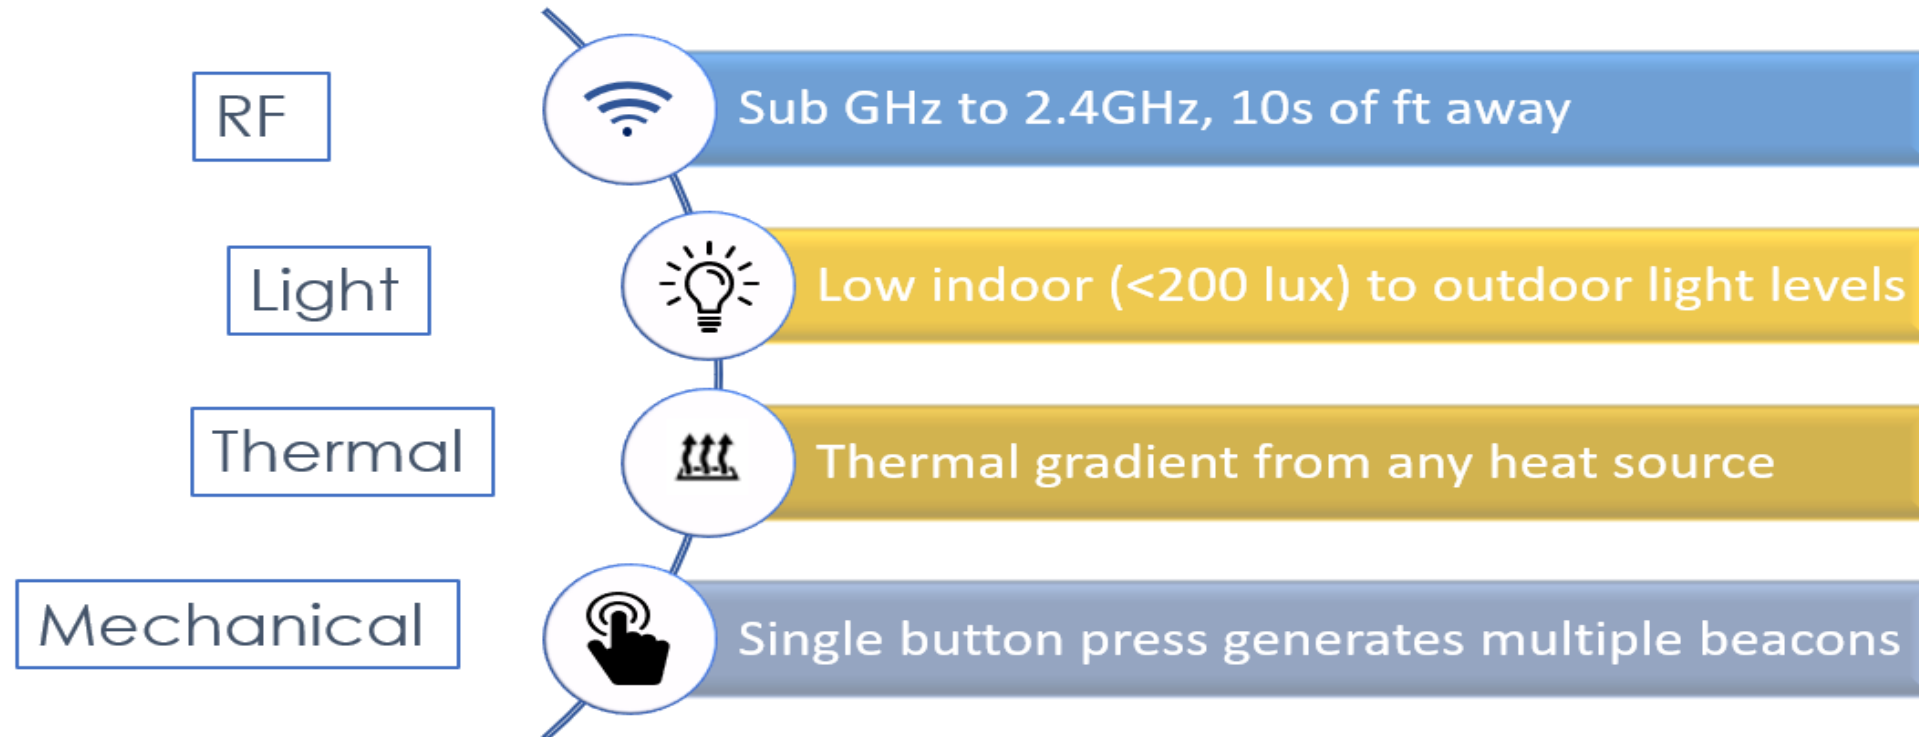 RF
Sub GHz to 2.4GHz, 10s of ft away
Light
Low indoor (<200 lux) to outdoor light levels
Thermal
Thermal gradient from any heat source
Mechanical
Single button press generates multiple beacons